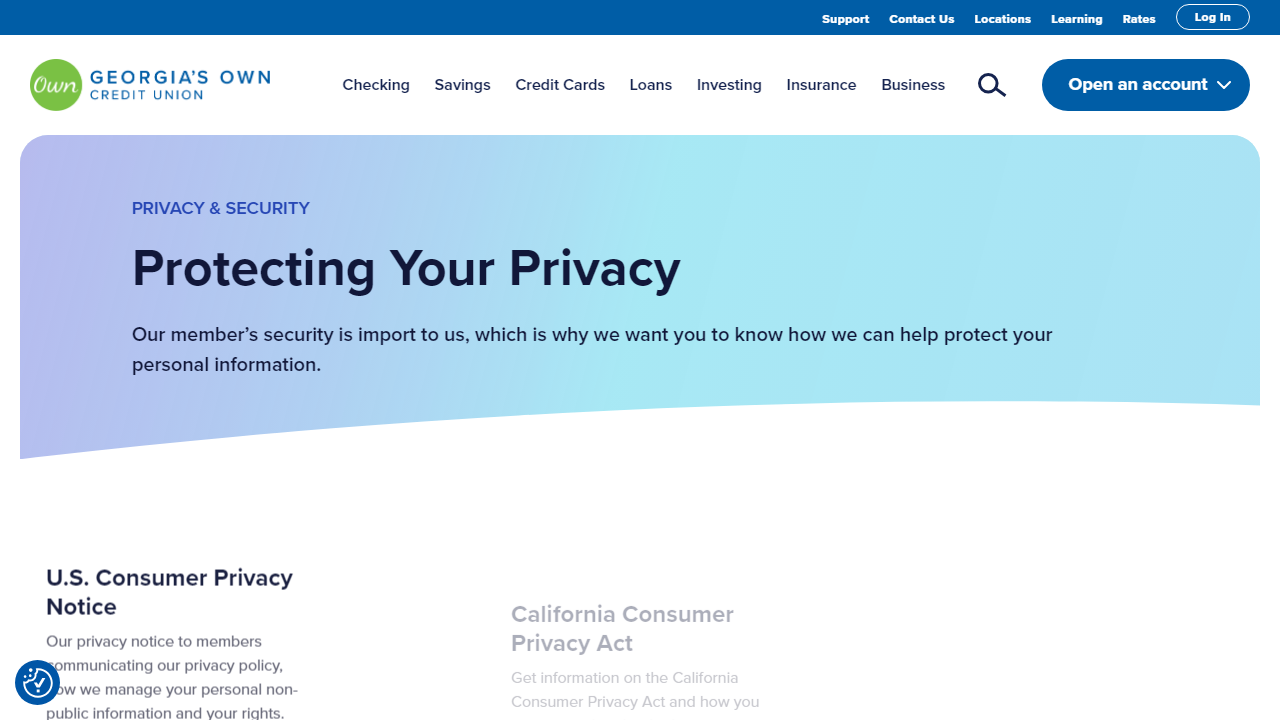 Support Contact Us Locations Learning Rates Log In
Own GEORGIA'S OWN
CREDIT UNION
Checking Savings Credit Cards Loans Investing Insurance Business Open an account
PRIVACY & SECURITY
Protecting Your Privacy
Our member’s security is import to us, which is why we want you to know how we can help protect your
personal information.
U.S. Consumer Privacy
Notice
Our privacy notice to members
communicating our privacy policy,
how we manage your personal non-
public information and your rights.
California Consumer
Privacy Act
Get information on the California
Consumer Privacy Act and how you